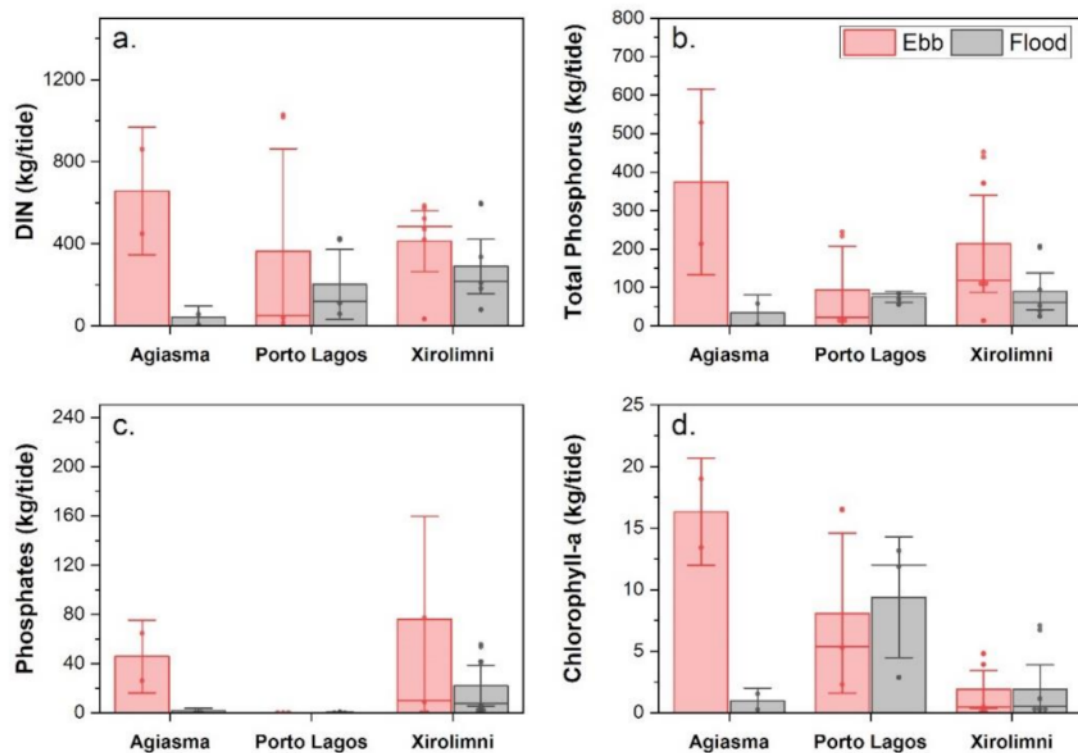 a.
DIN (kg/tide)
1200
800
400
0
Agiasma Porto Lagos Xirolimni
b.
Ebb Flood
Total Phosphorus (kg/tide)
800
700
600
500
400
300
200
100
0
Agiasma Porto Lagos Xirolimni
c.
Phosphates (kg/tide)
240
200
160
120
80
40
0
Agiasma Porto Lagos Xirolimni
d.
Chlorophyll-a (kg/tide)
25
20
15
10
5
0
Agiasma Porto Lagos Xirolimni